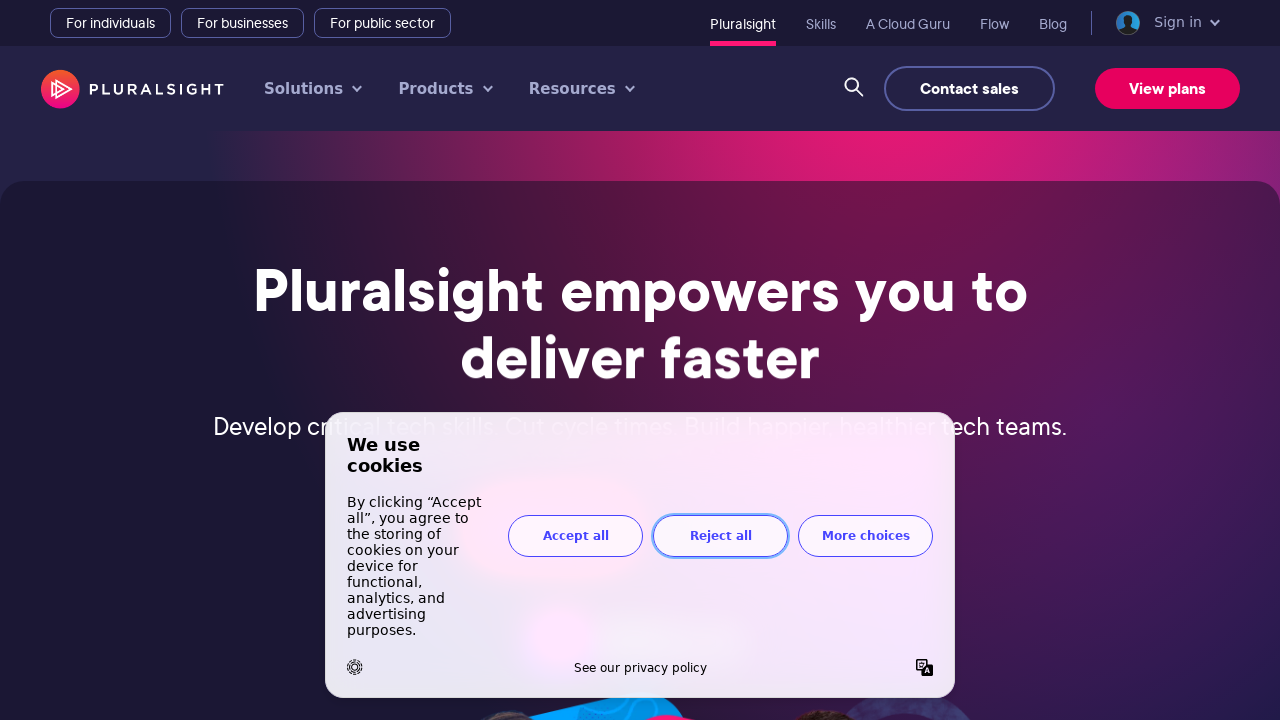 For individuals
For businesses
For public sector
Pluralsight
Skills
A Cloud Guru
Flow
Blog
Sign in
PLURALSIGHT
Solutions
Products
Resources
Contact sales
View plans
Pluralsight empowers you to
deliver faster
Develop critical tech skills. Cut cycle times. Build happier, healthier tech teams.
We use
cookies
By clicking “Accept
all”, you agree to
the storing of
cookies on your
device for
functional,
analytics, and
advertising
purposes.
Accept all
Reject all
More choices
See our privacy policy